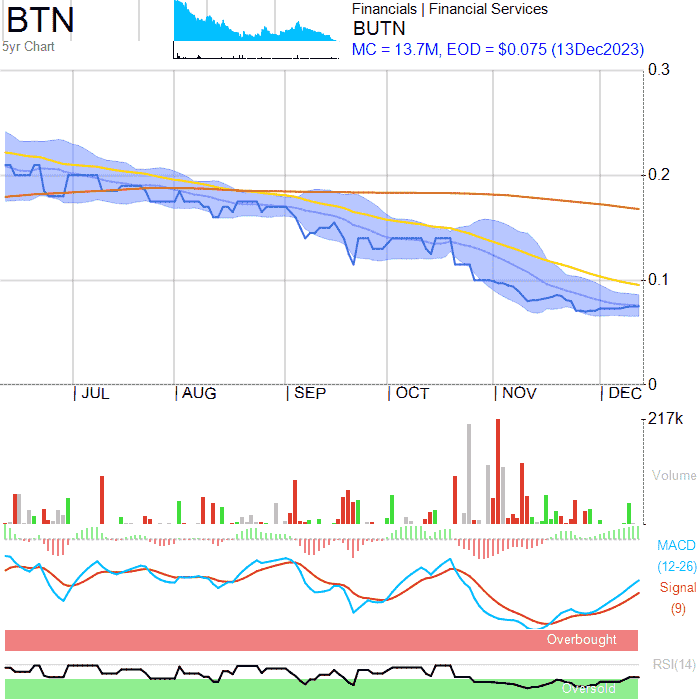 BTN
5yr Chart
Financials | Financial Services
BUTN
MC = 13.7M, EOD = $0.075 (13Dec2023)
0.3
0.2
0.1
0
| JUL | AUG | SEP | OCT | NOV | DEC
217k
Volume
MACD
(12-26)
Signal
(9)
Overbought
RSI(14)
Oversold